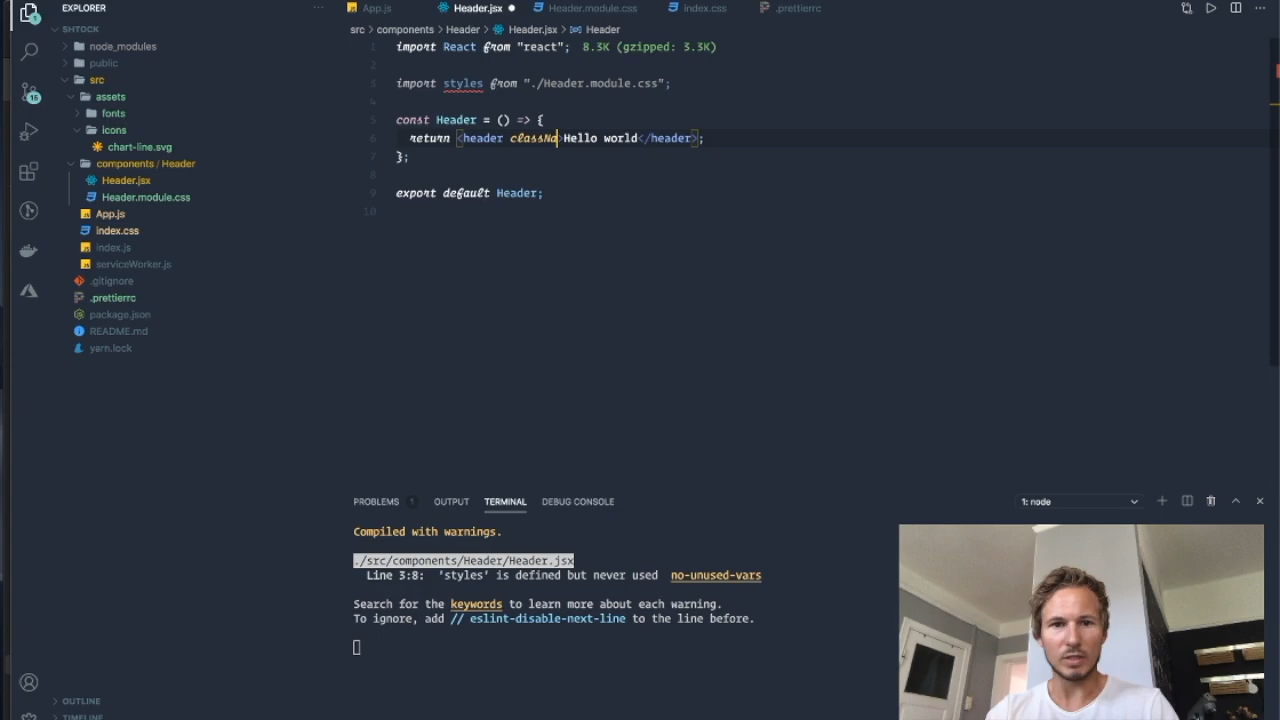 EXPLORER
SHTOCK
node_modules
public
src
assets
fonts
icons
chart-line.svg
components / Header
Header.jsx
Header.module.css
App.js
index.css
index.js
serviceWorker.js
.gitignore
.prettierrc
package.json
README.md
yarn.lock
OUTLINE
TIMELINE
1
15
App.js Header.jsx Header.module.css index.css .prettierrc
src > components > Header > Header.jsx > Header
1 import React from "react"; 8.3K (gzipped: 3.3K)
2
3 import styles from "./Header.module.css";
4
5 const Header = () => {
6 return <header classNa>Hello world</header>;
7 };
8
9 export default Header;
10
PROBLEMS 1 OUTPUT TERMINAL DEBUG CONSOLE 1: node
Compiled with warnings.
./src/components/Header/Header.jsx
Line 3:8: 'styles' is defined but never used no-unused-vars
Search for the keywords to learn more about each warning.
To ignore, add // eslint-disable-next-line to the line before.